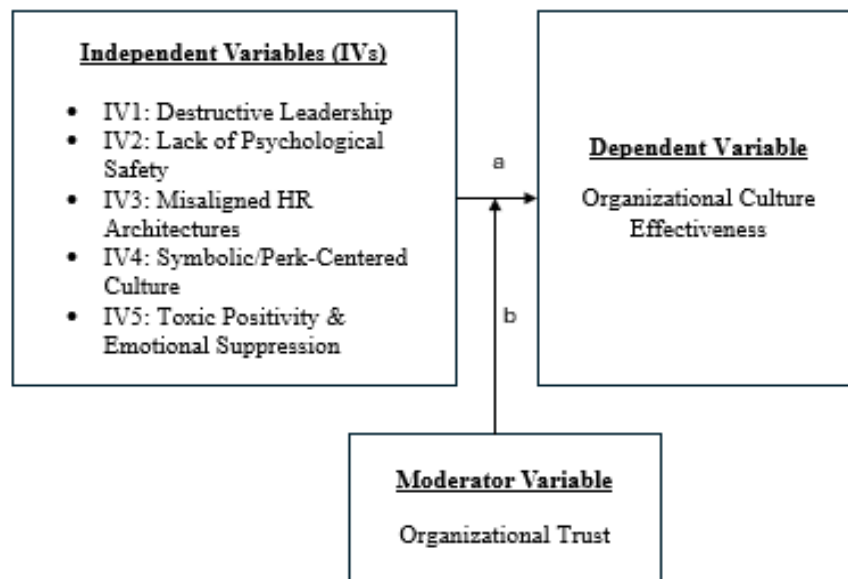 Independent Variables (IVs)
• IV1: Destructive Leadership
• IV2: Lack of Psychological
Safety
• IV3: Misaligned HR
Architectures
• IV4: Symbolic/Perk-Centered
Culture
• IV5: Toxic Positivity &
Emotional Suppression
a
b
Dependent Variable
Organizational Culture
Effectiveness
Moderator Variable
Organizational Trust